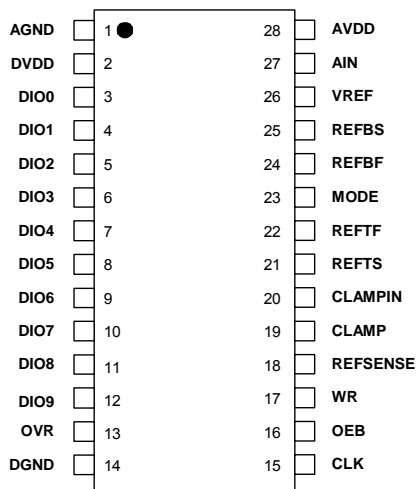 AGND 1 28 AVDD
DVDD 2 27 AIN
DIO0 3 26 VREF
DIO1 4 25 REFBS
DIO2 5 24 REFBF
DIO3 6 23 MODE
DIO4 7 22 REFTF
DIO5 8 21 REFTS
DIO6 9 20 CLAMPIN
DIO7 10 19 CLAMP
DIO8 11 18 REFSENSE
DIO9 12 17 WR
OVR 13 16 OEB
DGND 14 15 CLK